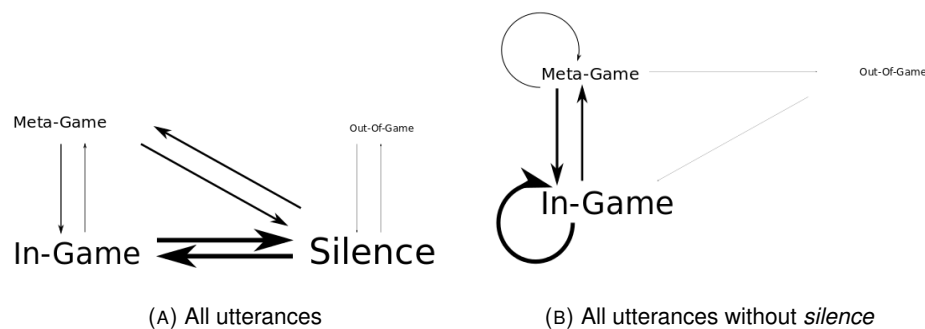 Meta-Game
Out-Of-Game
In-Game
Silence
(A) All utterances
Meta-Game
Out-Of-Game
In-Game
(B) All utterances without silence